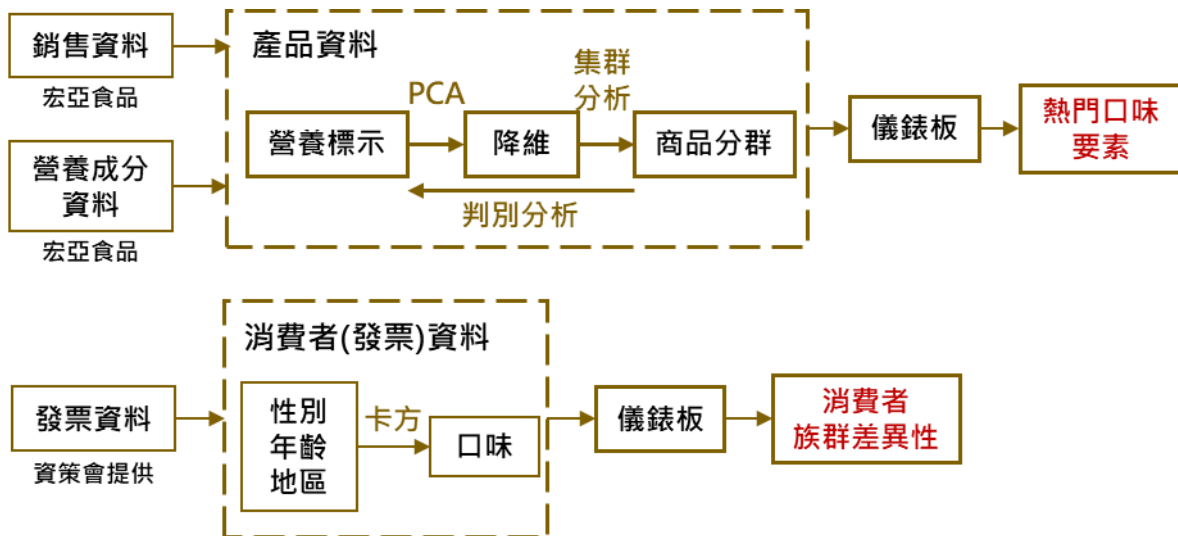 銷售資料
宏亞食品
營養成分
資料
宏亞食品
產品資料
營養標示
PCA
降維
集群
分析
商品分群
判別分析
儀錶板
熱門口味
要素
發票資料
資策會提供
消費者(發票)資料
性別
年齡
地區
卡方
口味
儀錶板
消費者
族群差異性